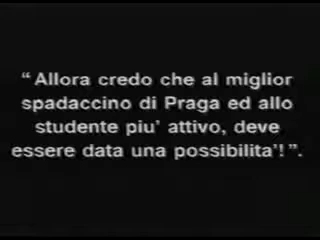 “Allora credo che al miglior
spadaccino di Praga ed allo
studente piu' attivo, deve
essere data una possibilita'!”.